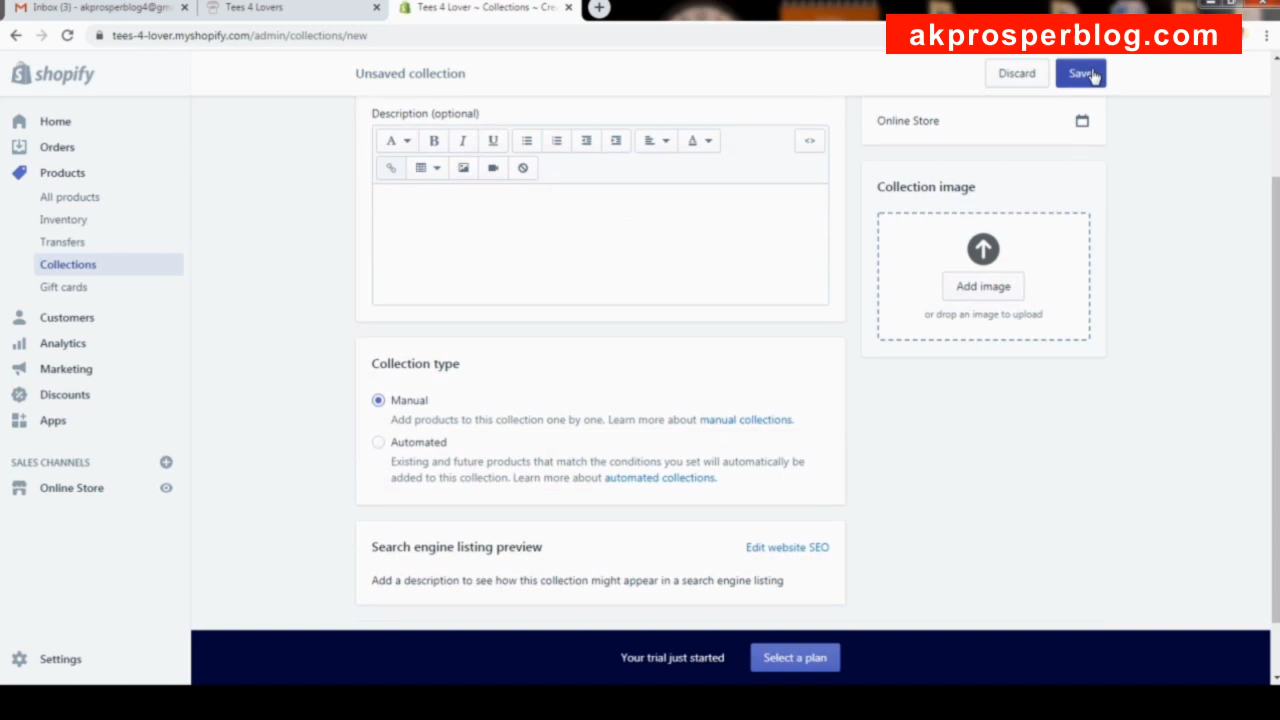 Inbox (3) - akprosperblog4@gm
Tees 4 Lovers
Tees 4 Lover ~ Collections ~ Cre
tees-4-lover.myshopify.com/admin/collections/new
akprosperblog.com
shopify
Unsaved collection
Discard
Save
Home
Orders
Products
All products
Inventory
Transfers
Collections
Gift cards
Customers
Analytics
Marketing
Discounts
Apps
SALES CHANNELS
Online Store
Settings
Description (optional)
A
B
I
U
A
<>
Online Store
Collection image
Add image
or drop an image to upload
Collection type
Manual
Add products to this collection one by one. Learn more about manual collections.
Automated
Existing and future products that match the conditions you set will automatically be
added to this collection. Learn more about automated collections.
Search engine listing preview
Edit website SEO
Add a description to see how this collection might appear in a search engine listing
Your trial just started
Select a plan